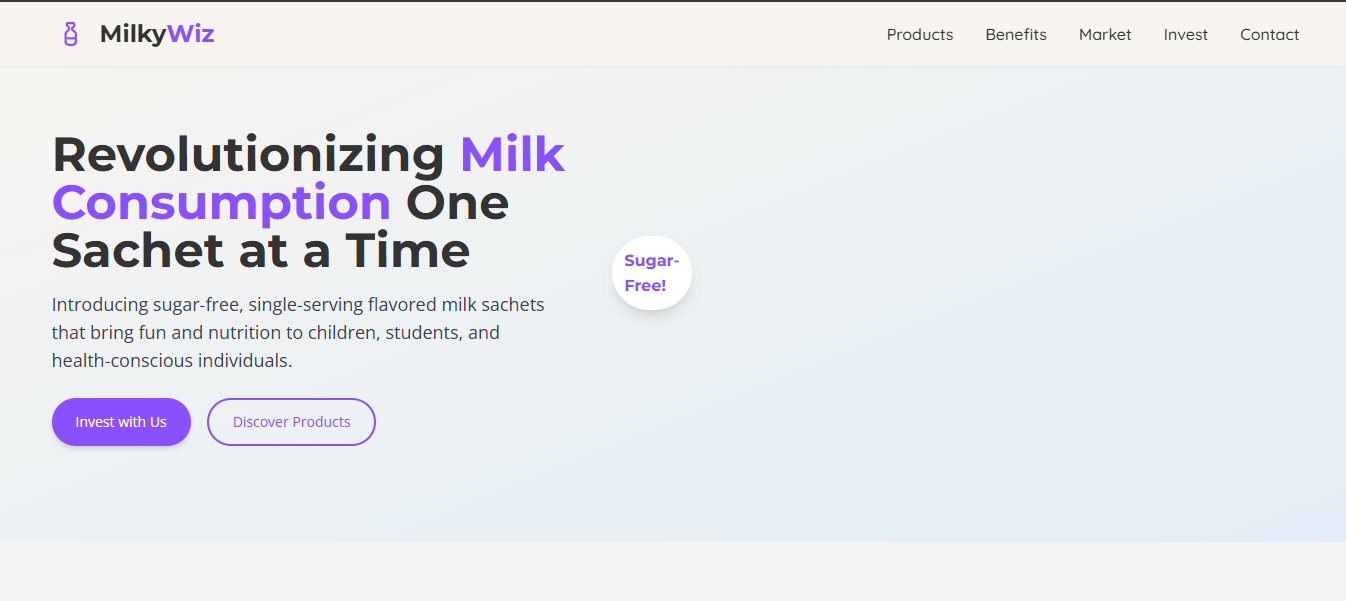 MilkyWiz
Products Benefits Market Invest Contact
Revolutionizing Milk
Consumption One
Sachet at a Time
Introducing sugar-free, single-serving flavored milk sachets
that bring fun and nutrition to children, students, and
health-conscious individuals.
Invest with Us Discover Products
Sugar-
Free!